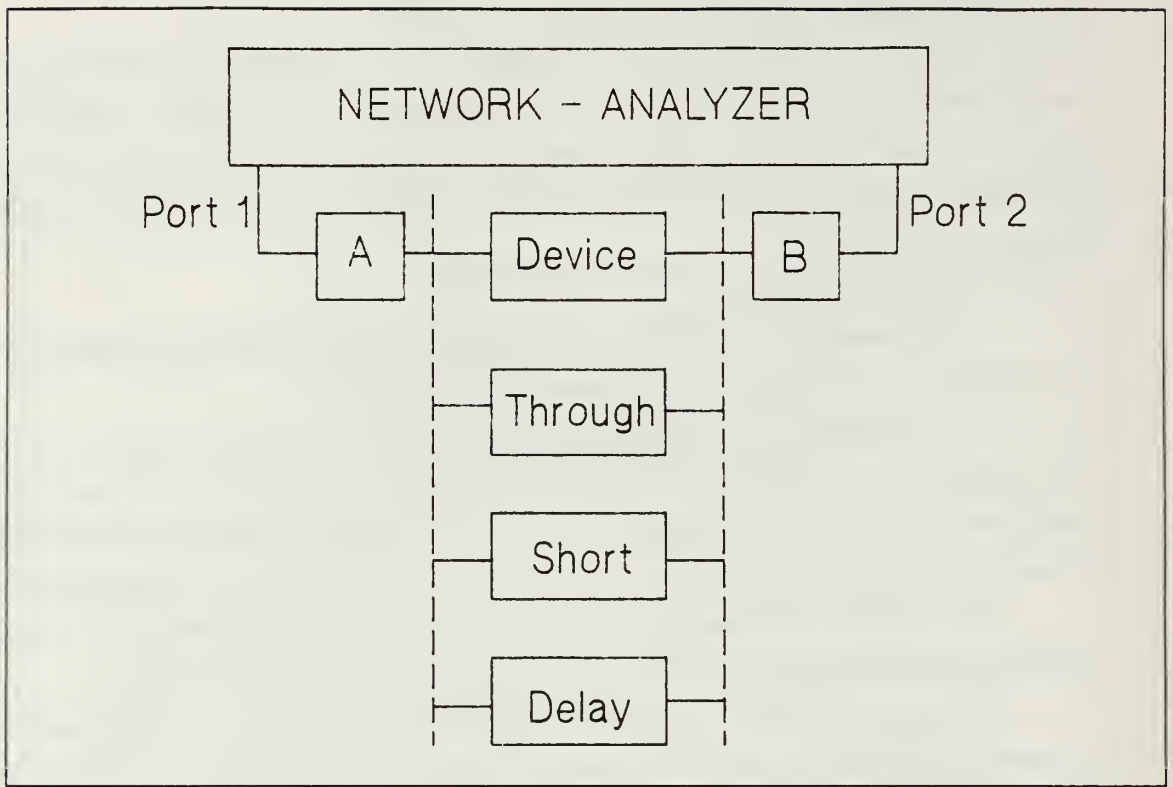 NETWORK - ANALYZER
Port 1
Port 2
A
Device
B
Through
Short
Delay